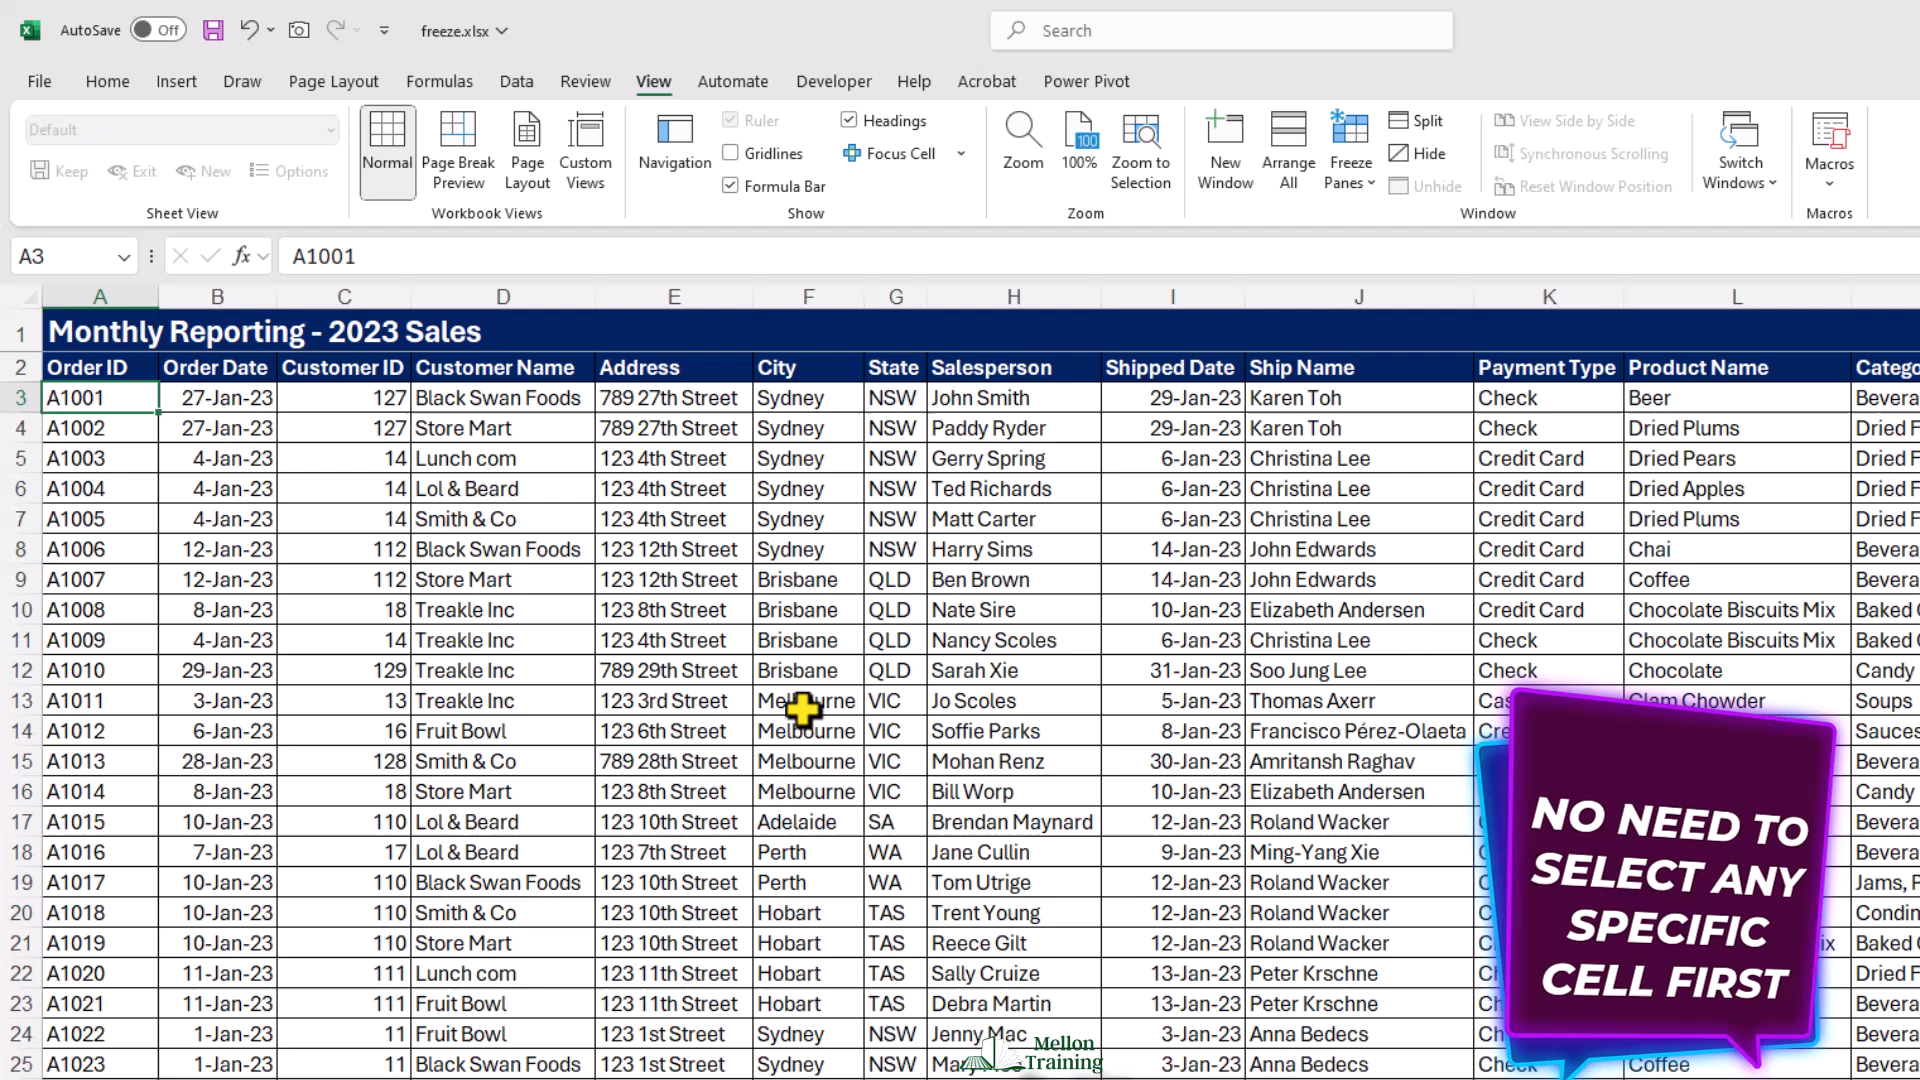 AutoSave Off freeze.xlsx Search
File Home Insert Draw Page Layout Formulas Data Review View Automate Developer Help Acrobat Power Pivot
Default
Keep Exit New Options
Sheet View
Normal Page Break Preview Page Layout Custom Views
Workbook Views
Navigation Ruler Headings
Gridlines Focus Cell
Formula Bar
Show
Zoom 100 100% Zoom to Selection
Zoom
New Window Arrange All Freeze Panes Split
Hide
Unhide
View Side by Side
Synchronous Scrolling
Reset Window Position
Window
Switch Windows
Macros
Macros
A3 fx A1001
A B C D E F G H I J K L
1 Monthly Reporting - 2023 Sales
2 Order ID Order Date Customer ID Customer Name Address City State Salesperson Shipped Date Ship Name Payment Type Product Name Catego
3 A1001 27-Jan-23 127 Black Swan Foods 789 27th Street Sydney NSW John Smith 29-Jan-23 Karen Toh Check Beer Bevera
4 A1002 27-Jan-23 127 Store Mart 789 27th Street Sydney NSW Paddy Ryder 29-Jan-23 Karen Toh Check Dried Plums Dried F
5 A1003 4-Jan-23 14 Lunch com 123 4th Street Sydney NSW Gerry Spring 6-Jan-23 Christina Lee Credit Card Dried Pears Dried F
6 A1004 4-Jan-23 14 Lol & Beard 123 4th Street Sydney NSW Ted Richards 6-Jan-23 Christina Lee Credit Card Dried Apples Dried F
7 A1005 4-Jan-23 14 Smith & Co 123 4th Street Sydney NSW Matt Carter 6-Jan-23 Christina Lee Credit Card Dried Plums Dried F
8 A1006 12-Jan-23 112 Black Swan Foods 123 12th Street Sydney NSW Harry Sims 14-Jan-23 John Edwards Credit Card Chai Bevera
9 A1007 12-Jan-23 112 Store Mart 123 12th Street Brisbane QLD Ben Brown 14-Jan-23 John Edwards Credit Card Coffee Bevera
10 A1008 8-Jan-23 18 Treakle Inc 123 8th Street Brisbane QLD Nate Sire 10-Jan-23 Elizabeth Andersen Credit Card Chocolate Biscuits Mix Baked C
11 A1009 4-Jan-23 14 Treakle Inc 123 4th Street Brisbane QLD Nancy Scoles 6-Jan-23 Christina Lee Check Chocolate Biscuits Mix Baked C
12 A1010 29-Jan-23 129 Treakle Inc 789 29th Street Brisbane QLD Sarah Xie 31-Jan-23 Soo Jung Lee Check Chocolate Candy
13 A1011 3-Jan-23 13 Treakle Inc 123 3rd Street Melbourne VIC Jo Scoles 5-Jan-23 Thomas Axerr Cas Clam Chowder Soups
14 A1012 6-Jan-23 16 Fruit Bowl 123 6th Street Melbourne VIC Soffie Parks 8-Jan-23 Francisco Pérez-Olaeta Cre Sauces
15 A1013 28-Jan-23 128 Smith & Co 789 28th Street Melbourne VIC Mohan Renz 30-Jan-23 Amritansh Raghav Bevera
16 A1014 8-Jan-23 18 Store Mart 123 8th Street Melbourne VIC Bill Worp 10-Jan-23 Elizabeth Andersen Candy
17 A1015 10-Jan-23 110 Lol & Beard 123 10th Street Adelaide SA Brendan Maynard 12-Jan-23 Roland Wacker Bevera
18 A1016 7-Jan-23 17 Lol & Beard 123 7th Street Perth WA Jane Cullin 9-Jan-23 Ming-Yang Xie Bevera
19 A1017 10-Jan-23 110 Black Swan Foods 123 10th Street Perth WA Tom Utrige 12-Jan-23 Roland Wacker Jams, P
20 A1018 10-Jan-23 110 Smith & Co 123 10th Street Hobart TAS Trent Young 12-Jan-23 Roland Wacker Condin
21 A1019 10-Jan-23 110 Store Mart 123 10th Street Hobart TAS Reece Gilt 12-Jan-23 Roland Wacker ix Baked C
22 A1020 11-Jan-23 111 Lunch com 123 11th Street Hobart TAS Sally Cruize 13-Jan-23 Peter Krschne Ch Dried F
23 A1021 11-Jan-23 111 Fruit Bowl 123 11th Street Hobart TAS Debra Martin 13-Jan-23 Peter Krschne Ch Bevera
24 A1022 1-Jan-23 11 Fruit Bowl 123 1st Street Sydney NSW Jenny Mac 3-Jan-23 Anna Bedecs Ch Bevera
25 A1023 1-Jan-23 11 Black Swan Foods 123 1st Street Sydney NSW 3-Jan-23 Anna Bedecs Check Coffee Bevera
NO NEED TO
SELECT ANY
SPECIFIC
CELL FIRST
Mellon
Training